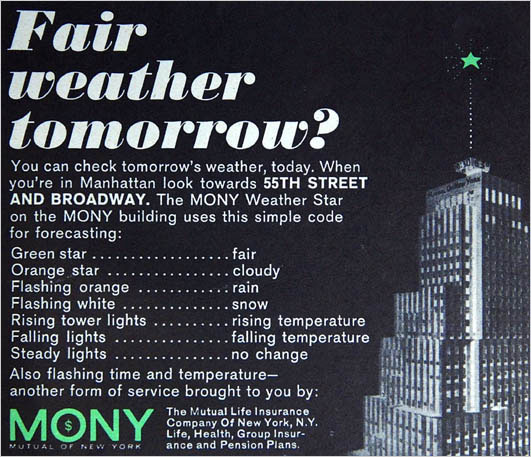 Fair
weather
tomorrow?
You can check tomorrow's weather, today. When
you're in Manhattan look towards 55TH STREET
AND BROADWAY. The MONY Weather Star
on the MONY building uses this simple code
for forecasting:
Green star .................. fair
Orange star ................ cloudy
Flashing orange ............ rain
Flashing white .............. snow
Rising tower lights .......... rising temperature
Falling lights ................ falling temperature
Steady lights ................ no change
Also flashing time and temperature—
another form of service brought to you by:
MONY
$
MUTUAL OF NEW YORK
The Mutual Life Insurance
Company Of New York, N.Y.
Life, Health, Group Insur-
ance and Pension Plans.